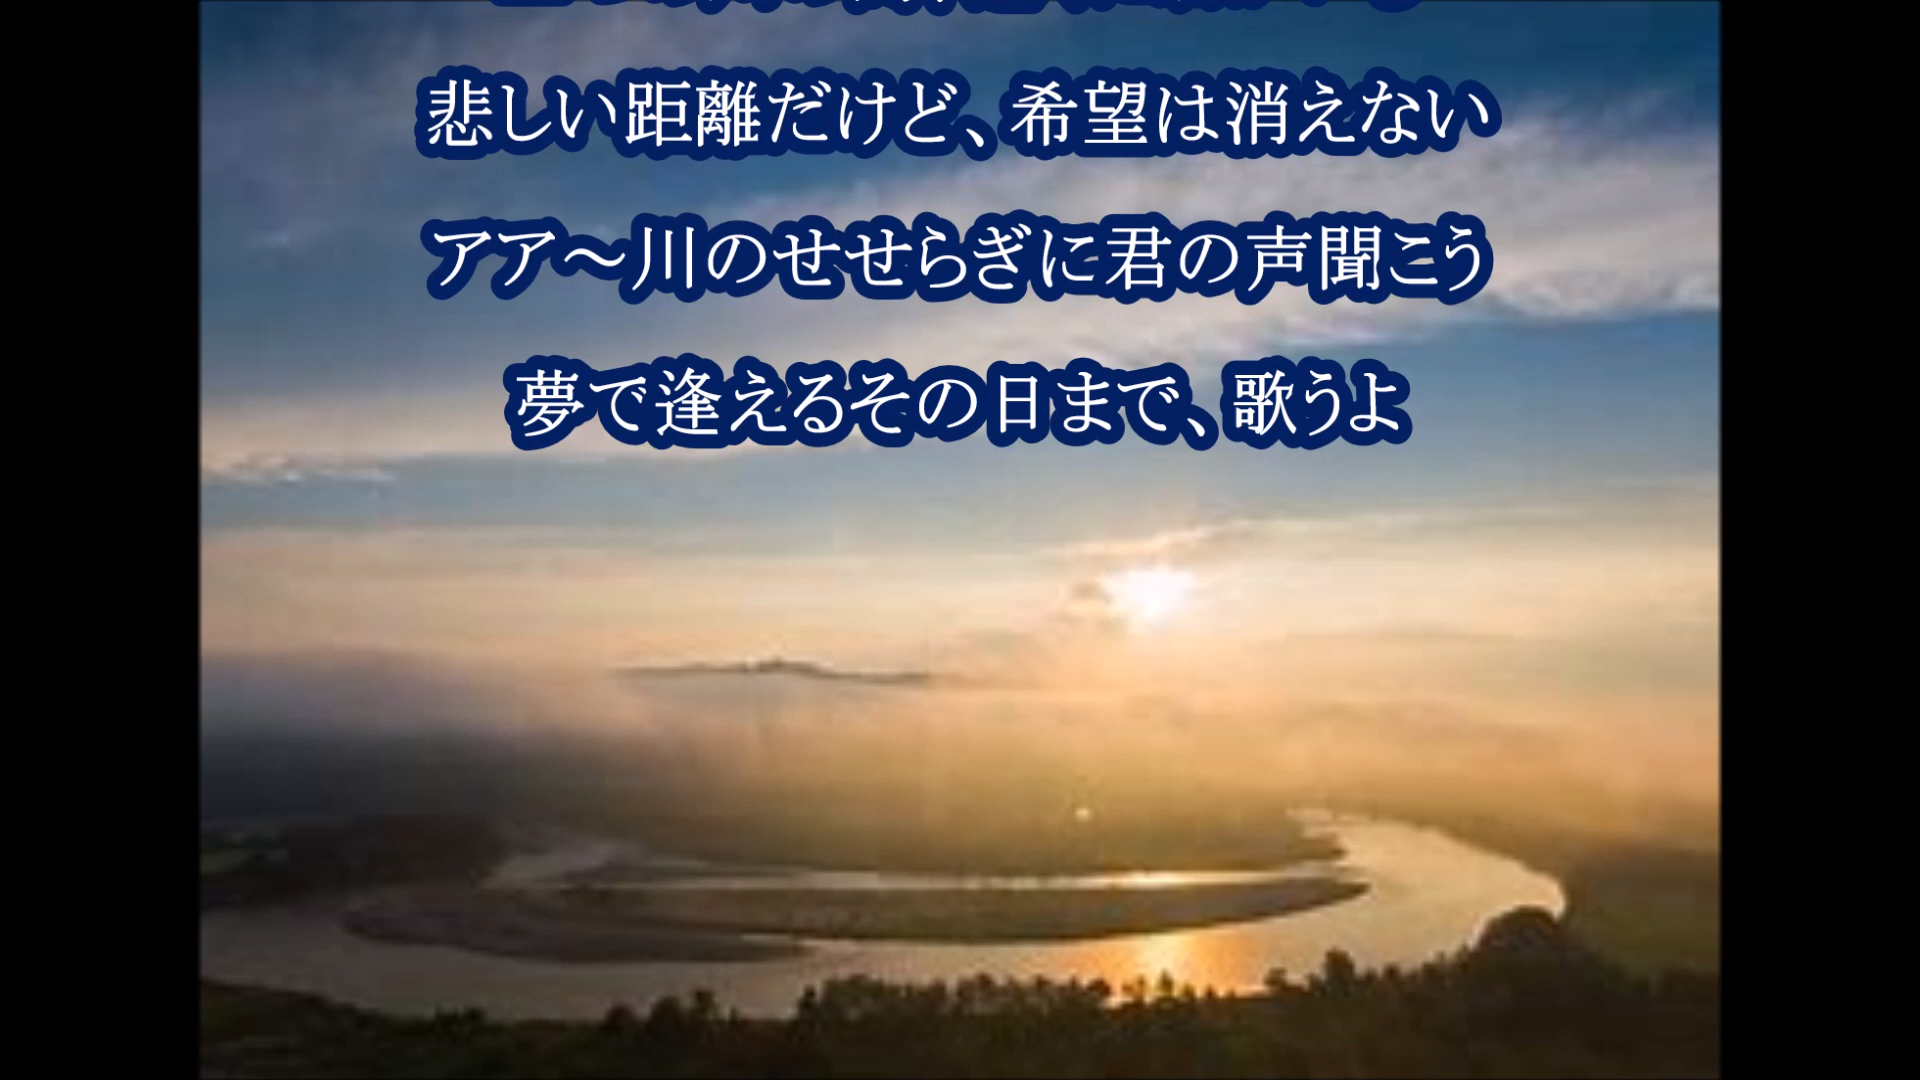 悲しい距離だけど、希望は消えない
アア～川のせせらぎに君の声聞こう
夢で逢えるその日まで、歌うよ